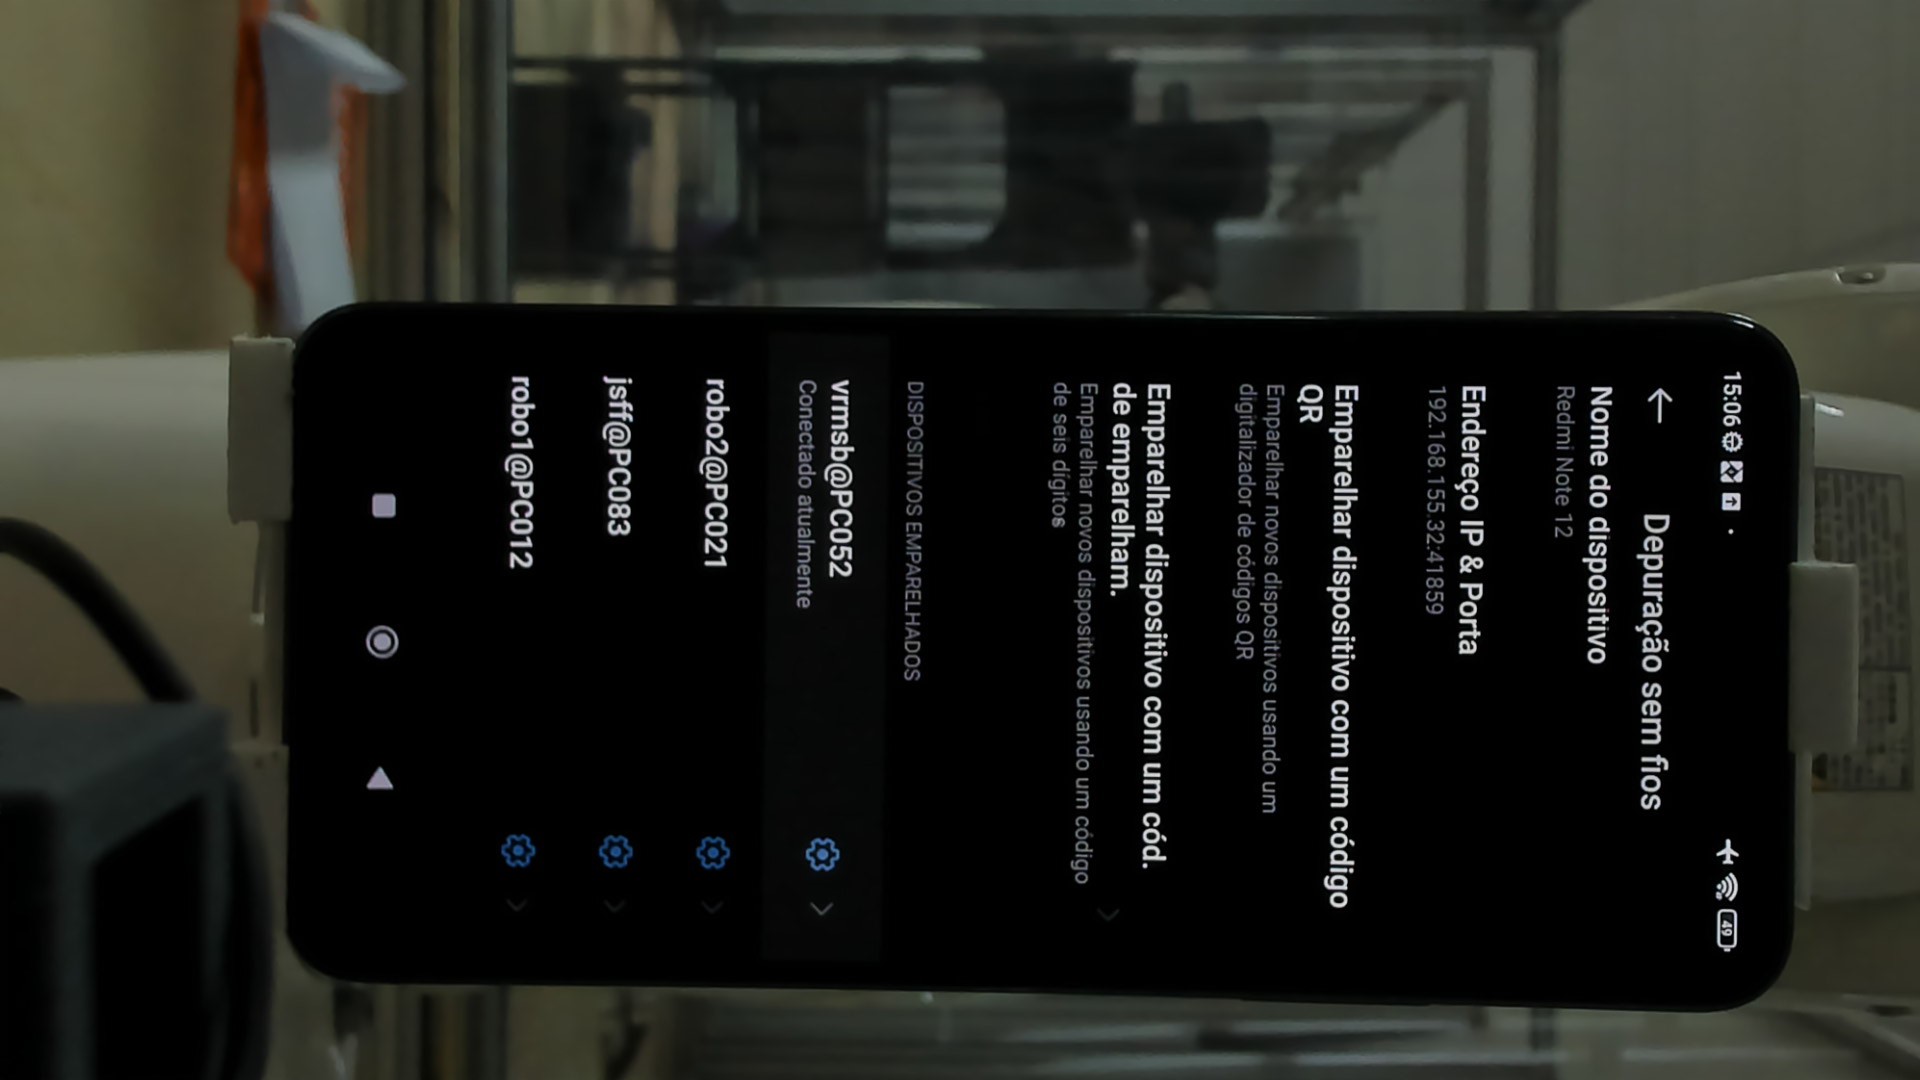 15:06
49
Depuração sem fios
Nome do dispositivo
Redmi Note 12
Endereço IP & Porta
192.168.155.32:41859
Emparelhar dispositivo com um código
QR
Emparelhar novos dispositivos usando um
digitalizador de códigos QR
Emparelhar dispositivo com um cód.
de emparelham.
Emparelhar novos dispositivos usando um código
de seis dígitos
DISPOSITIVOS EMPARELHADOS
vrmsb@PC052
Conectado atualmente
robo2@PC021
jsff@PC083
robo1@PC012